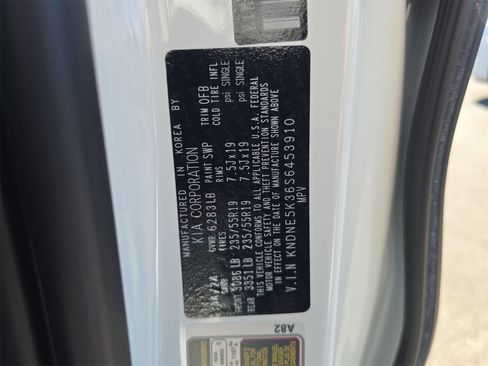 MANUFACTURED IN KOREA BY
KIA CORPORATION
GVWR 6283LB PAINT SWP TRIM OFB
TIRES RIMS COLD TIRE INFL
FRONT 3086LB 235/55R19 7.5Jx19 psi SINGLE
REAR 3351LB 235/55R19 7.5Jx19 psi SINGLE
THIS VEHICLE CONFORMS TO ALL APPLICABLE U.S.A. FEDERAL
MOTOR VEHICLE SAFETY AND THEFT PREVENTION STANDARDS
IN EFFECT ON THE DATE OF MANUFACTURE SHOWN ABOVE
V.I.N KNDNE5K36S6453910
MPV
A82